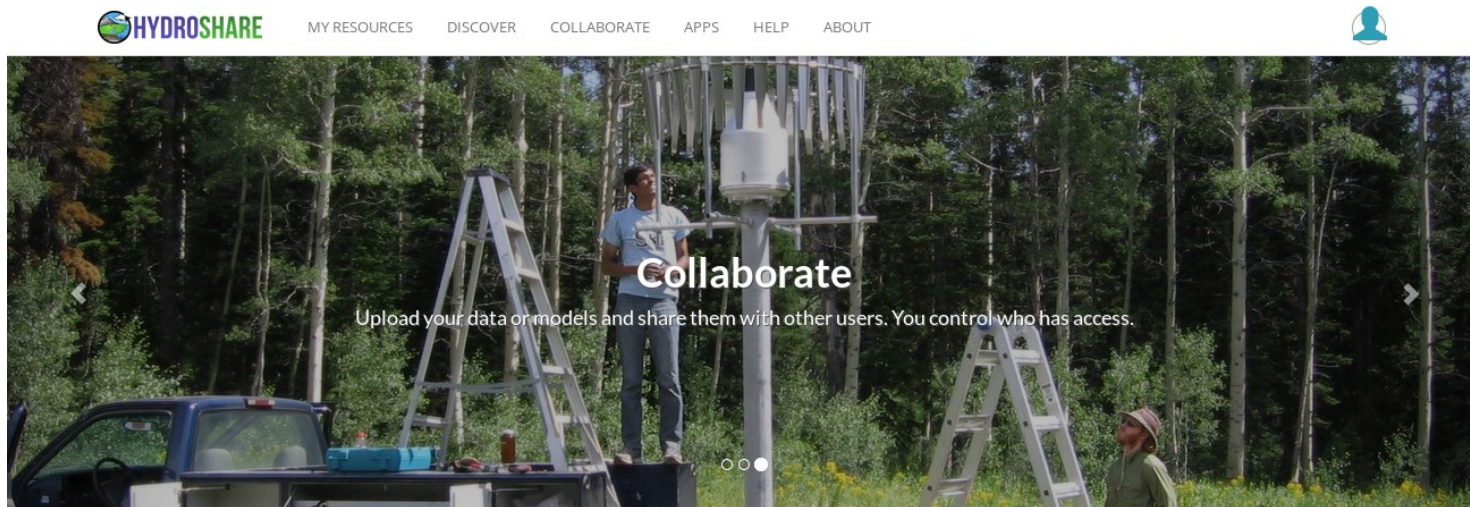 HYDROSHARE
MY RESOURCES DISCOVER COLLABORATE APPS HELP ABOUT
Collaborate
Upload your data or models and share them with other users. You control who has access.